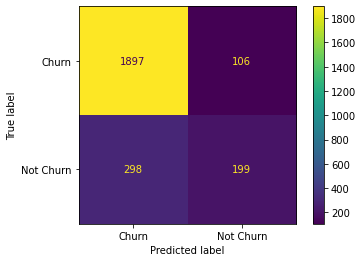 Churn
Not Churn
True label
1897
106
298
199
Churn
Not Churn
Predicted label
1800
1600
1400
1200
1000
800
600
400
200